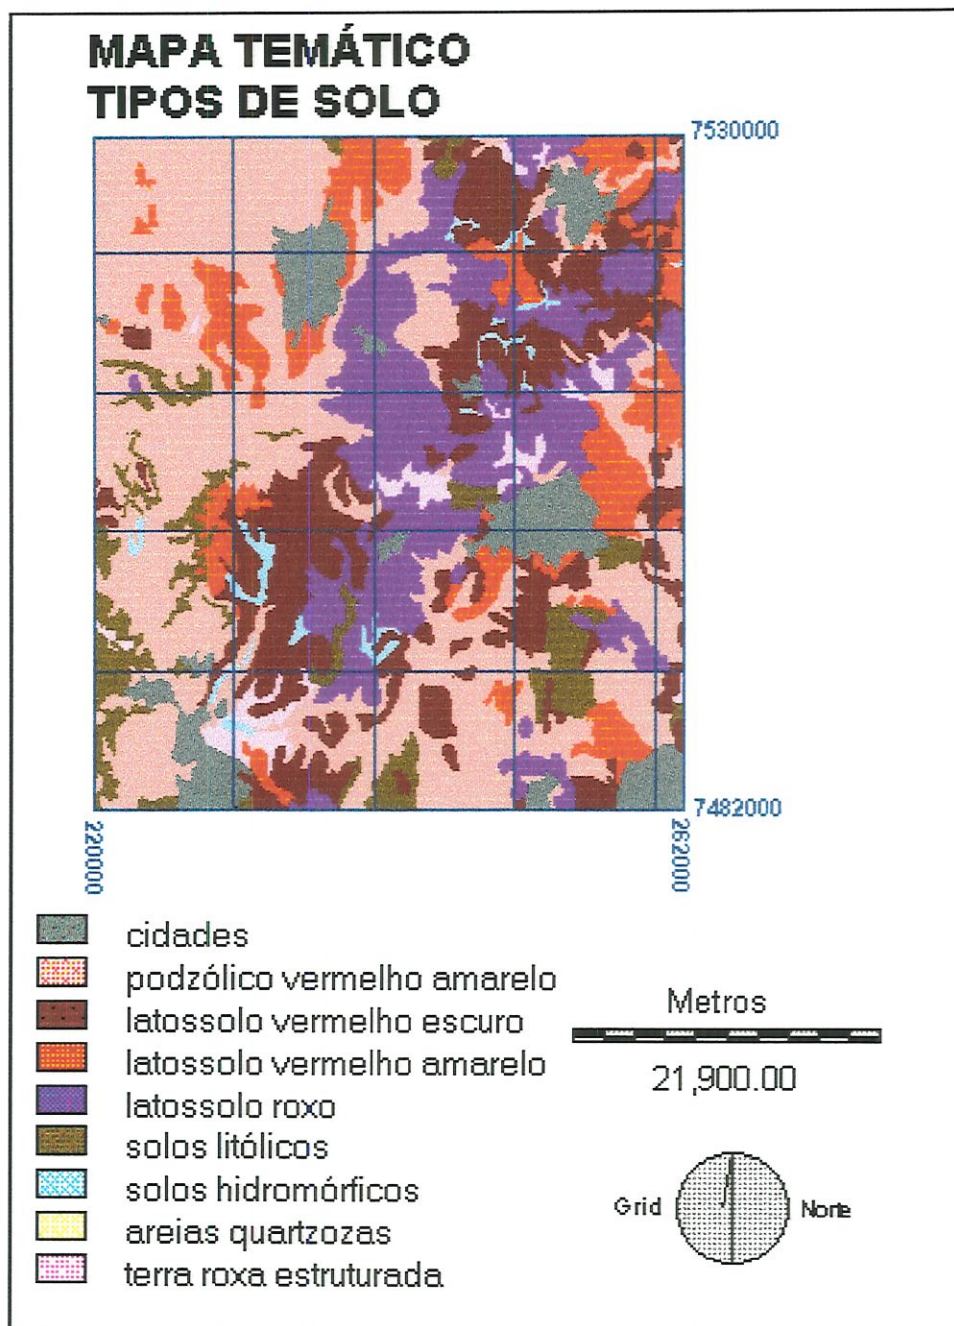 MAPA TEMÁTICO
TIPOS DE SOLO
7530000
7482000
220000
262000
cidades
podzólico vermelho amarelo
latossolo vermelho escuro
latossolo vermelho amarelo
latossolo roxo
solos litólicos
solos hidromórficos
areias quartzozas
terra roxa estruturada
Metros
21,900.00
Grid
Norte